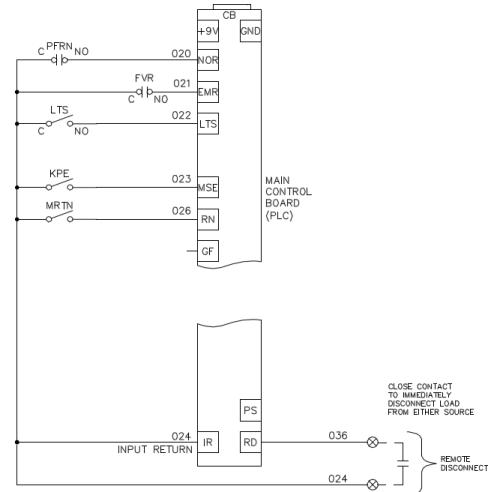 CB
+9V GND
C PFRN NO 020 NOR
FVR 021 EMR
C NO
LTS 022 LTS
C NO
KPE 023 MSE
MAIN
CONTROL
BOARD
(PLC)
MRTN 026 RN
GF
CLOSE CONTACT
TO IMMEDIATELY
DISCONNECT LOAD
FROM EITHER SOURCE
PS
024 IR RD 036
INPUT RETURN
REMOTE
DISCONNECT
024